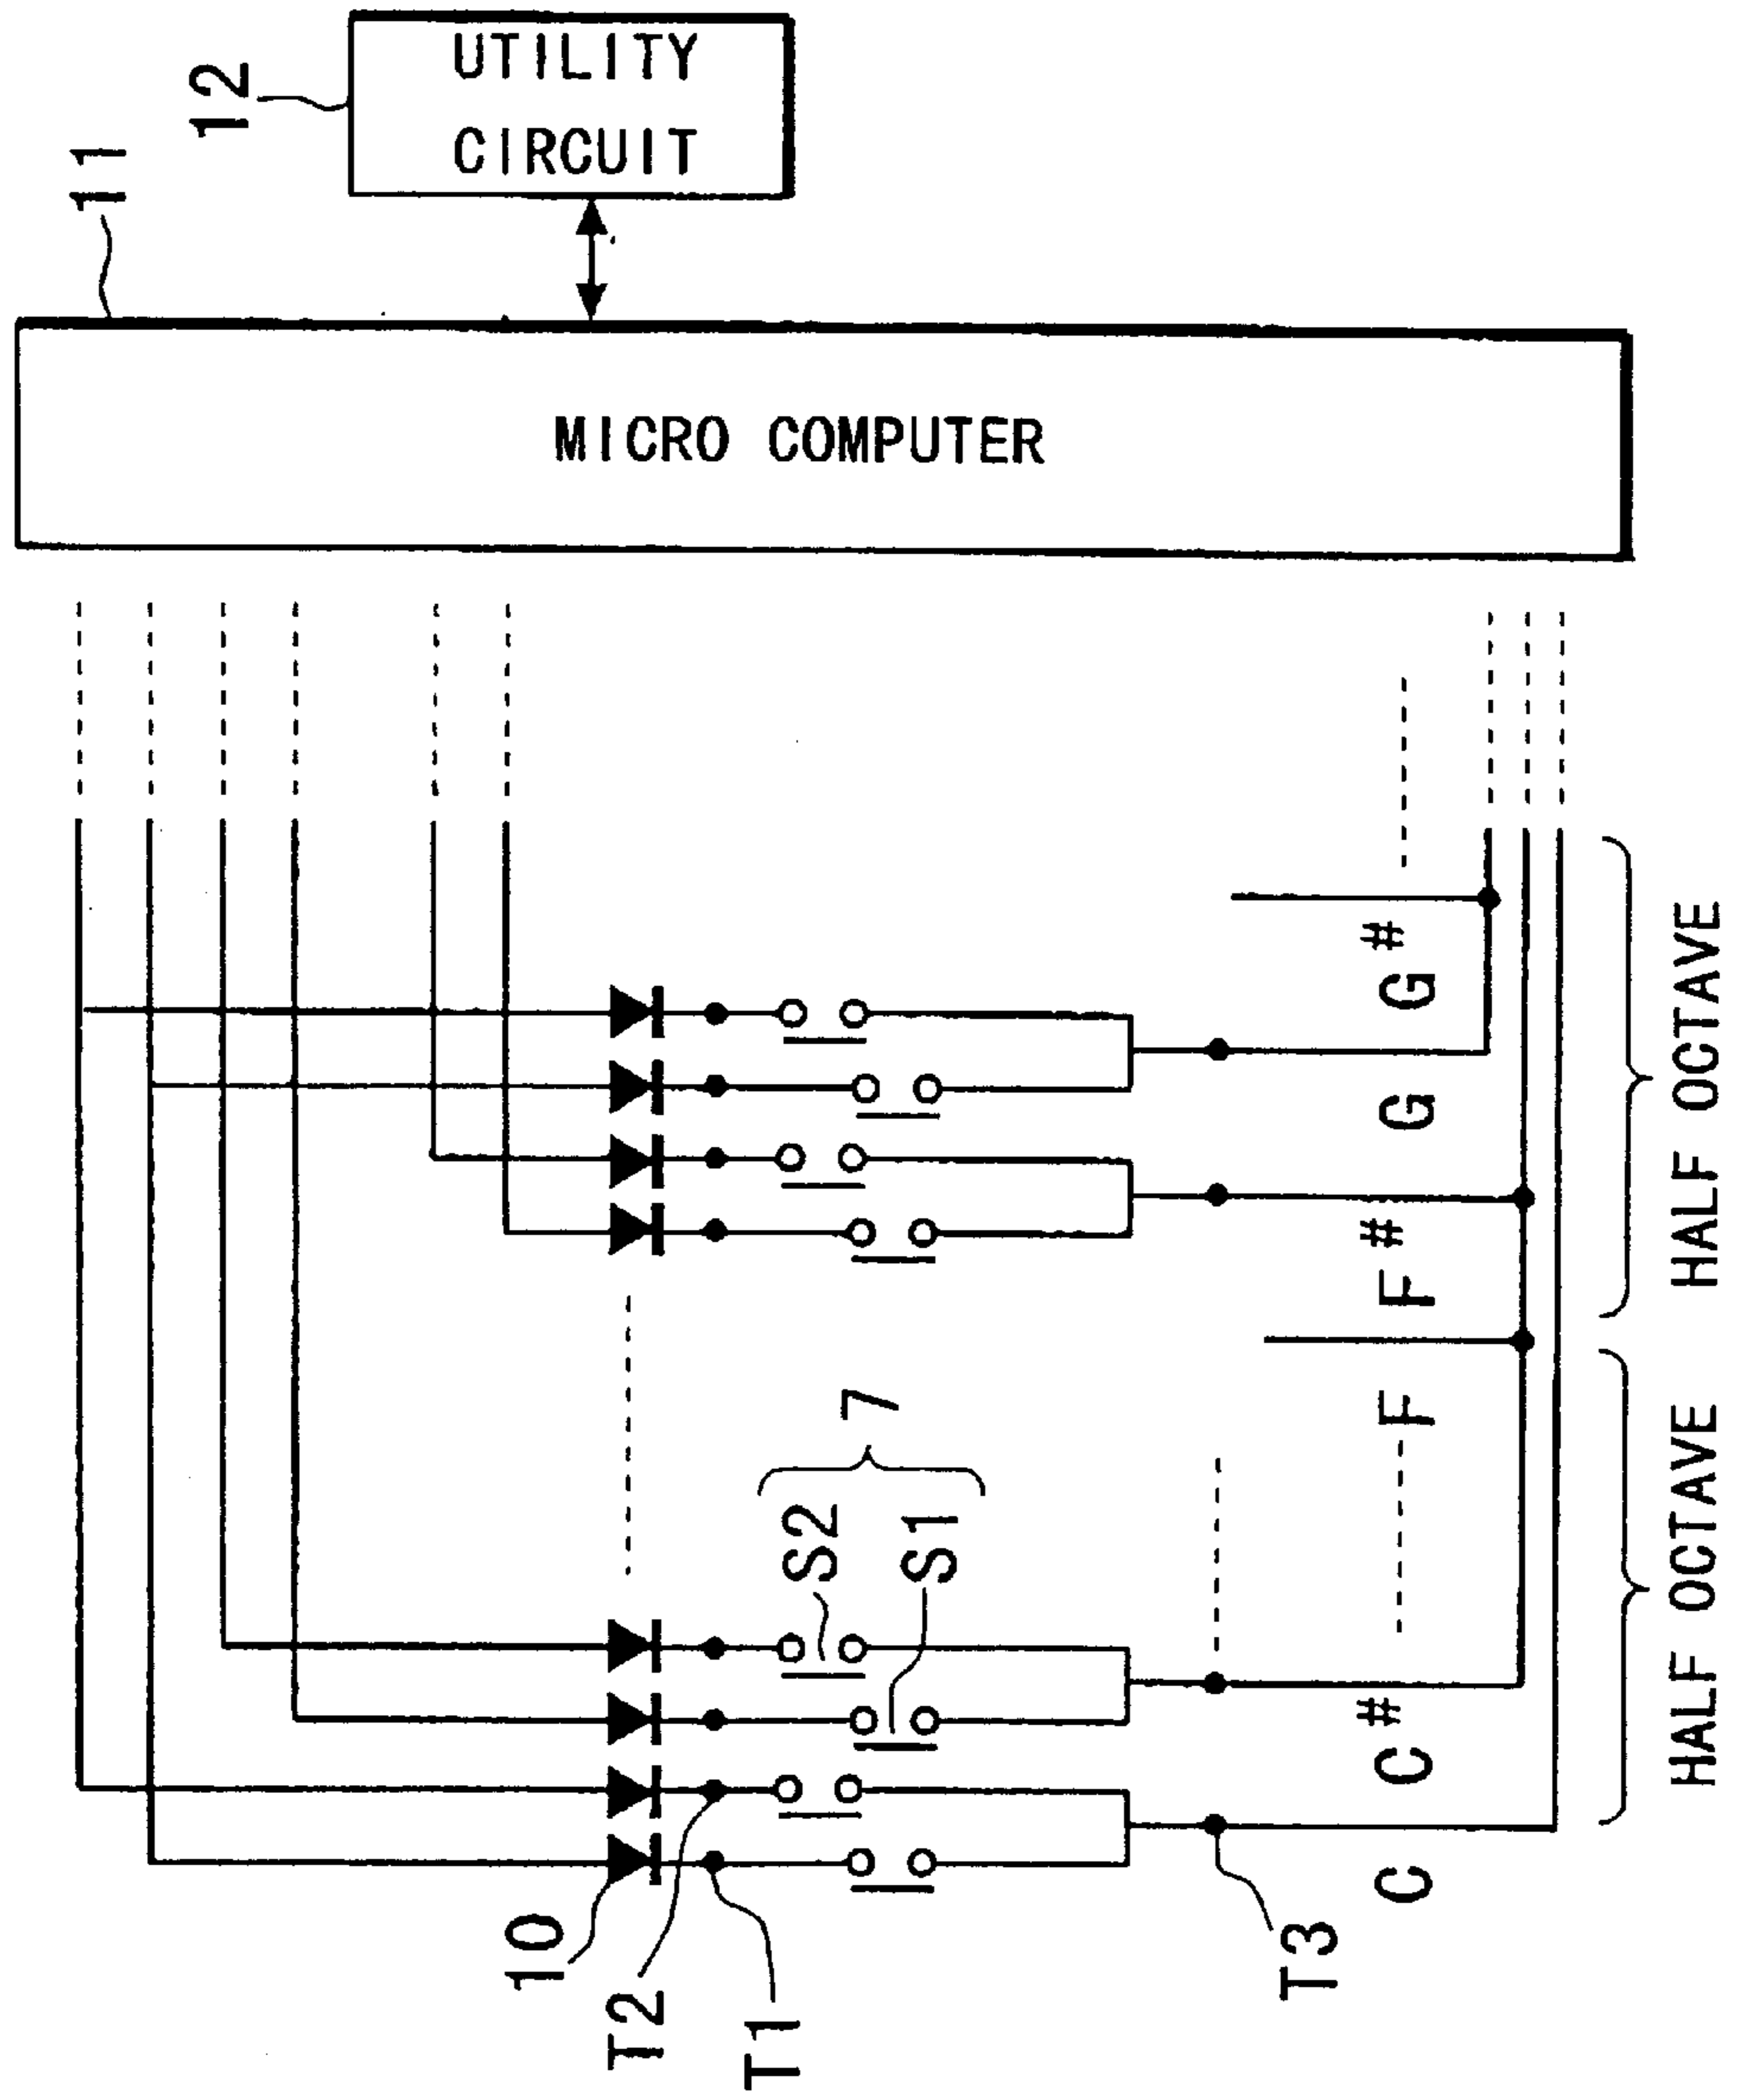 12
UTILITY
CIRCUIT
11
MICRO COMPUTER
10
T2
T1
S2
S1
7
T3
C
C#
F
F#
G
G#
HALF OCTAVE
HALF OCTAVE